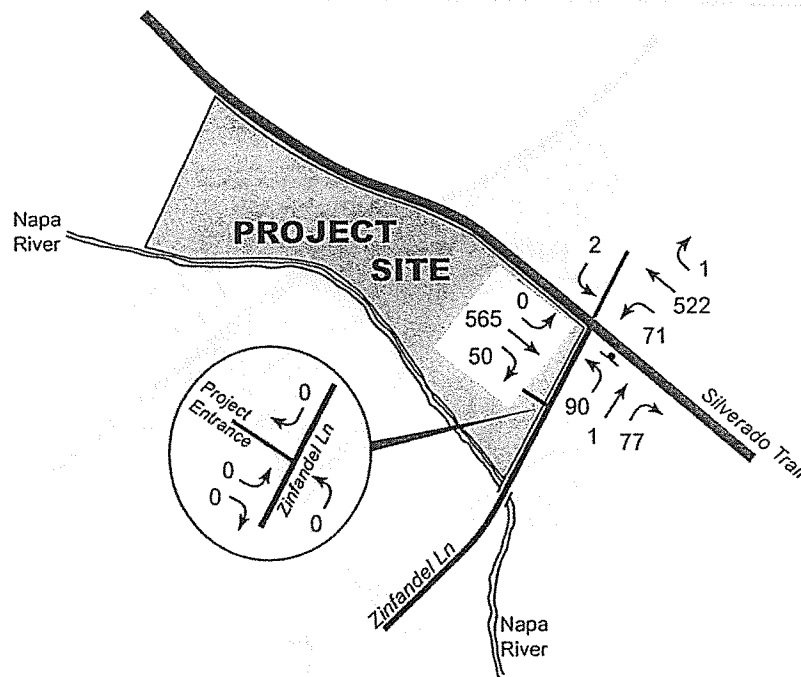 Napa
River
PROJECT
SITE
2
1
522
71
0
565
50
90
1
77
Silverado Trail
Project
Entrance
0
Zinfandel Ln
0
0
0
Zinfandel Ln
Napa
River